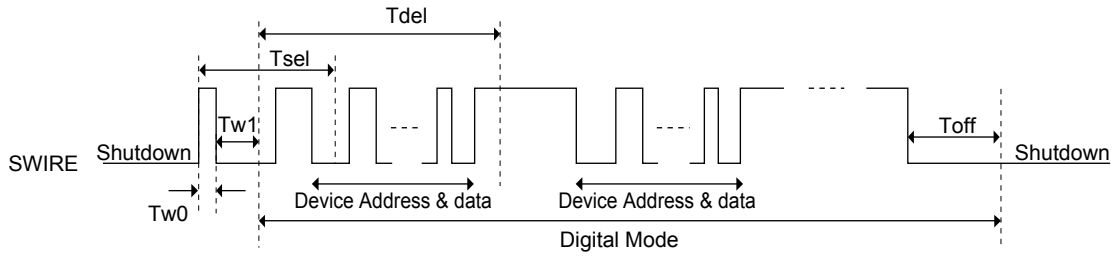 Tdel
Tsel
Tw1
Toff
SWIRE
Shutdown
Shutdown
Tw0
Device Address & data
Device Address & data
Digital Mode